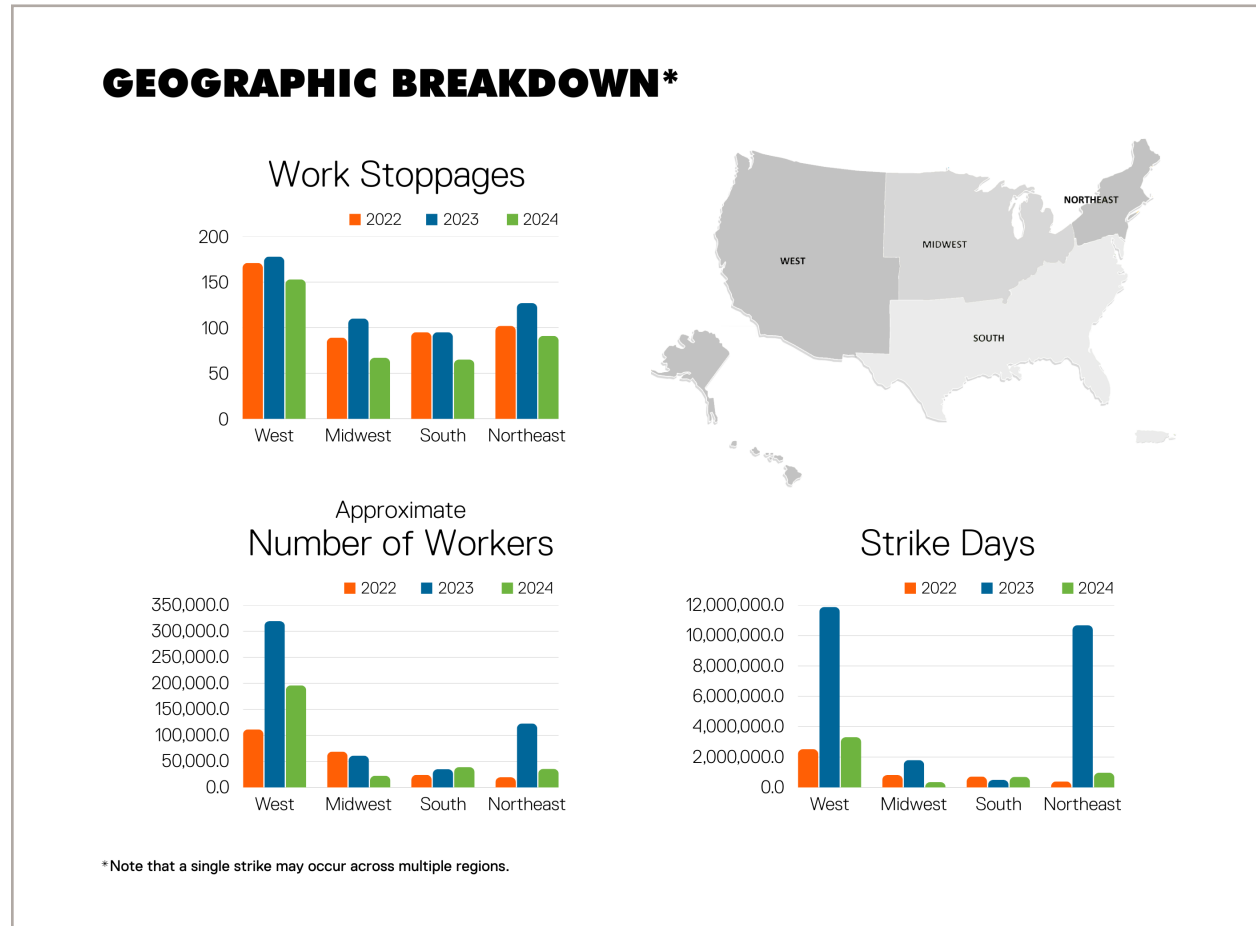 GEOGRAPHIC BREAKDOWN*
Work Stoppages
2022 2023 2024
200
150
100
50
0
West Midwest South Northeast
NORTHEAST
MIDWEST
WEST
SOUTH
Approximate
Number of Workers
2022 2023 2024
350,000.0
300,000.0
250,000.0
200,000.0
150,000.0
100,000.0
50,000.0
0.0
West Midwest South Northeast
Strike Days
2022 2023 2024
12,000,000.0
10,000,000.0
8,000,000.0
6,000,000.0
4,000,000.0
2,000,000.0
0.0
West Midwest South Northeast
*Note that a single strike may occur across multiple regions.